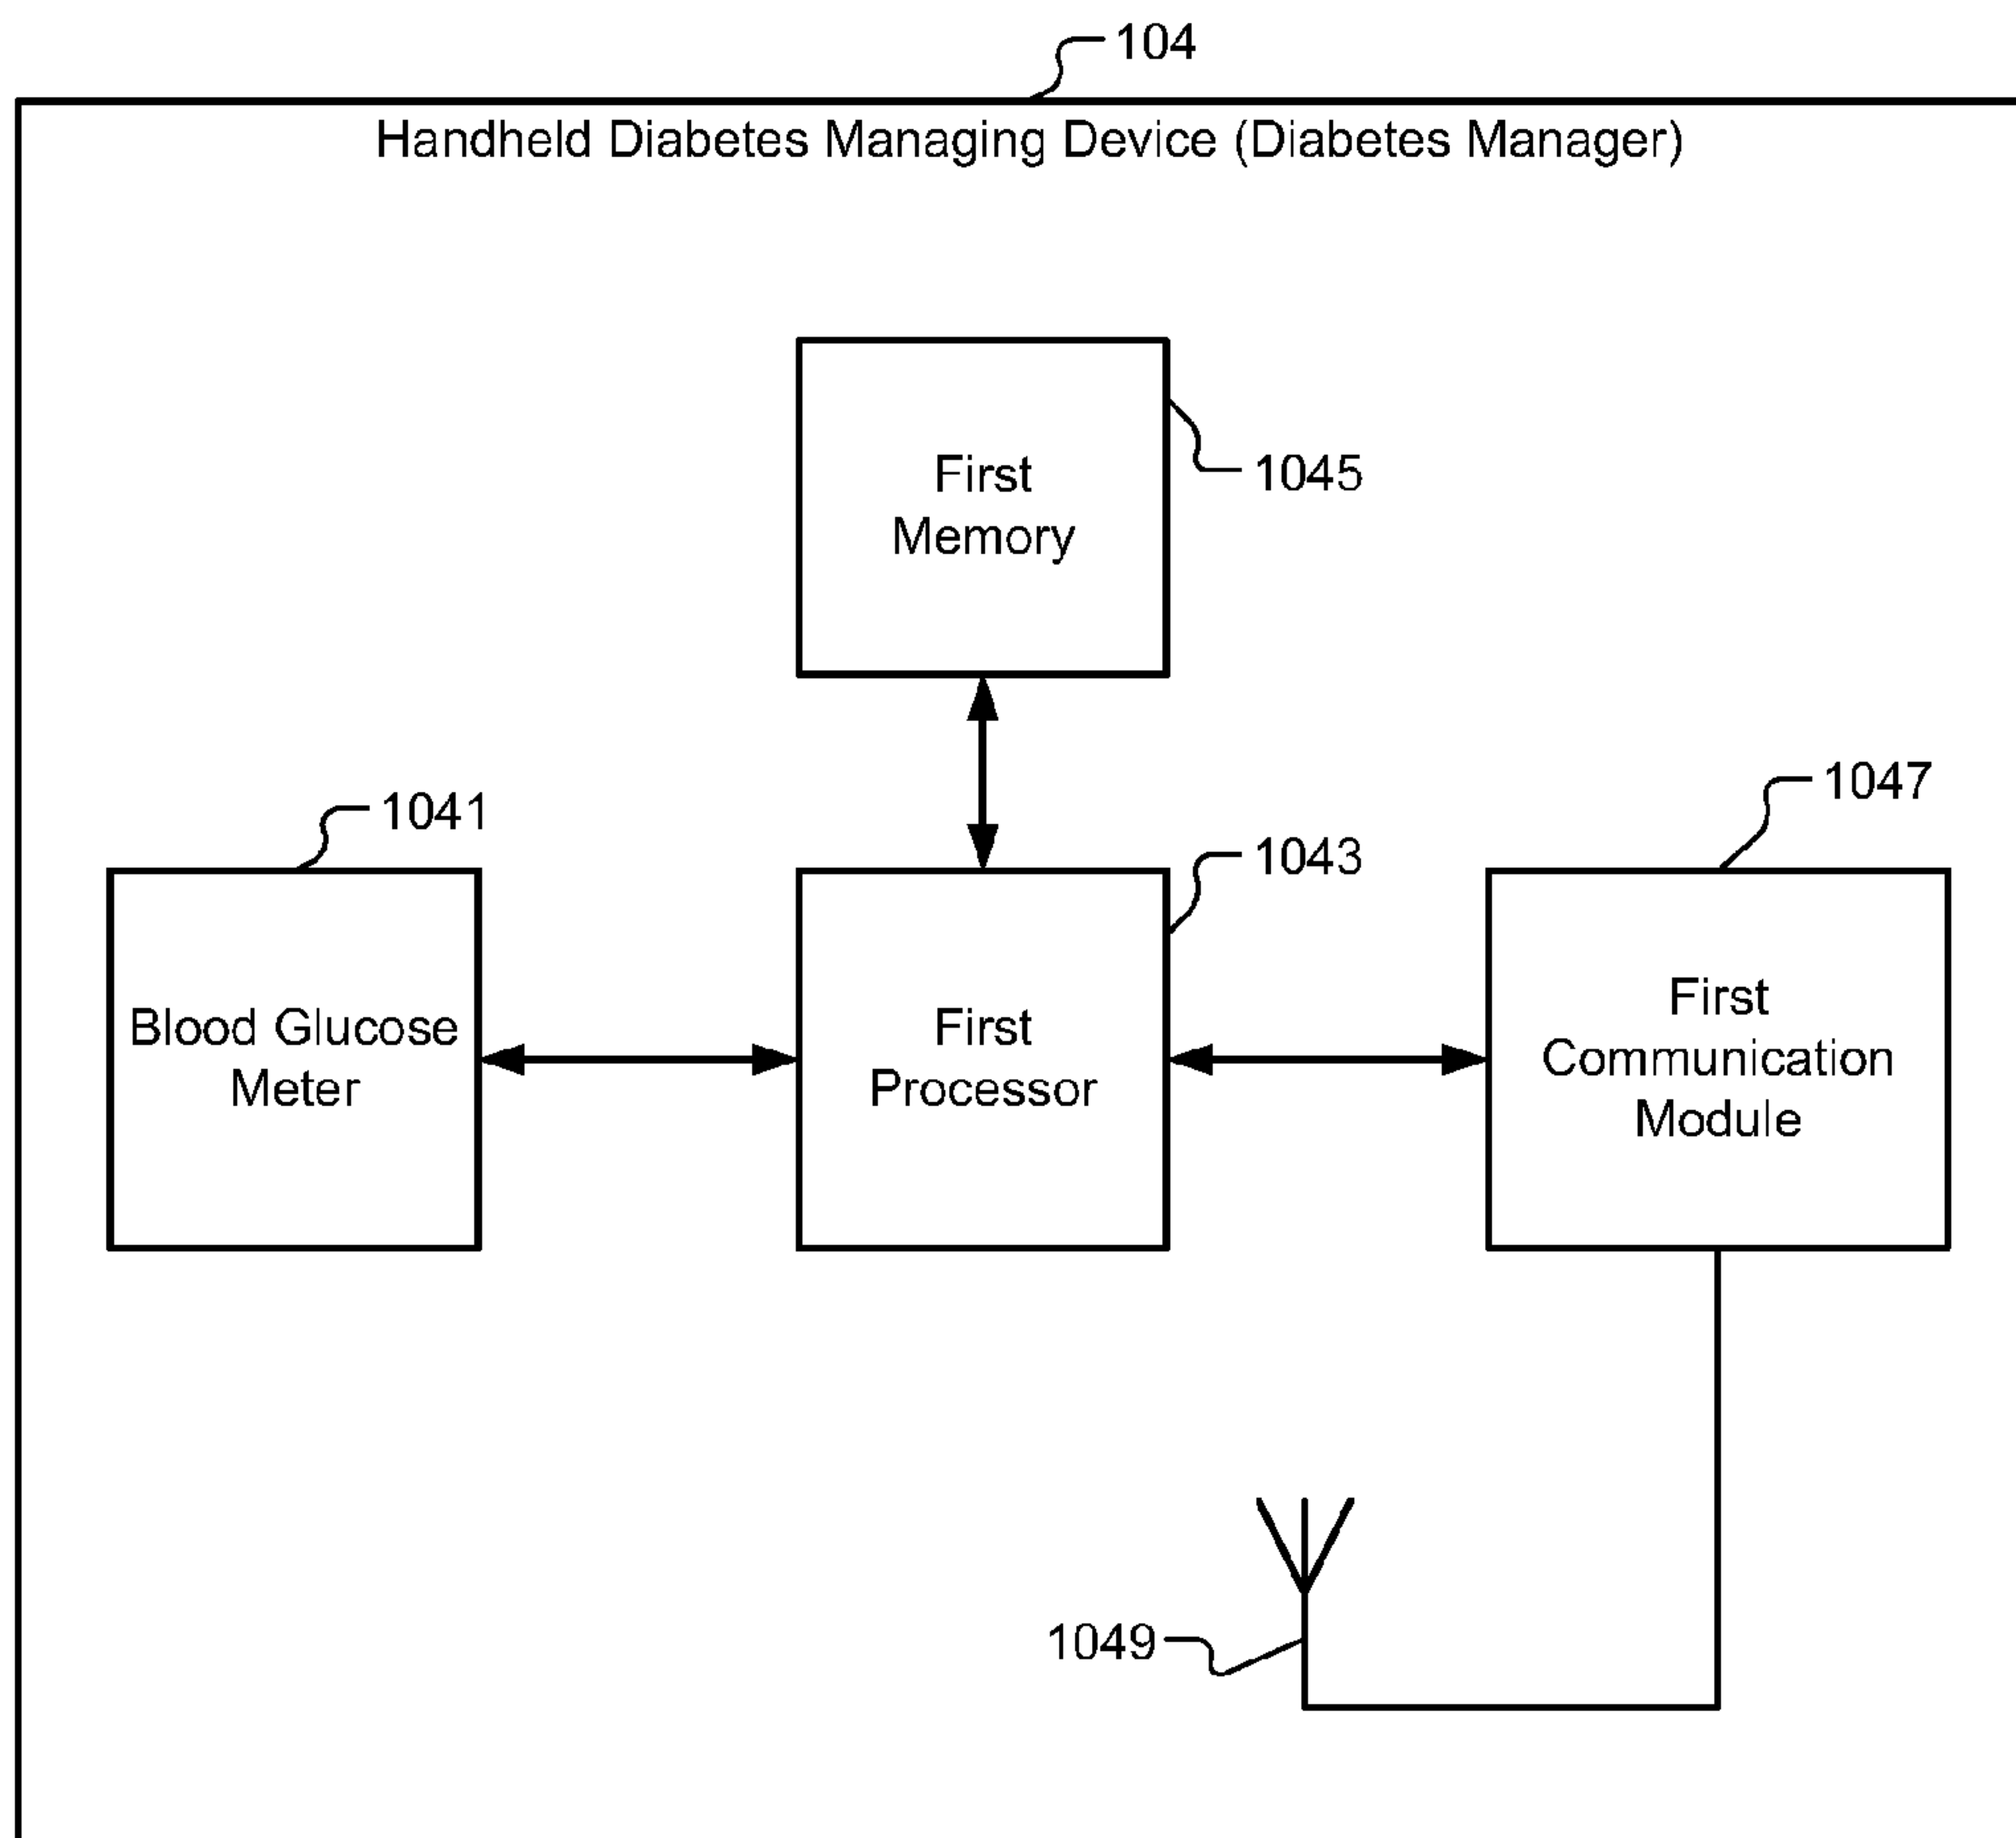 104
Handheld Diabetes Managing Device (Diabetes Manager)
First
Memory
1045
1041
1043
1047
Blood Glucose
Meter
First
Processor
First
Communication
Module
1049